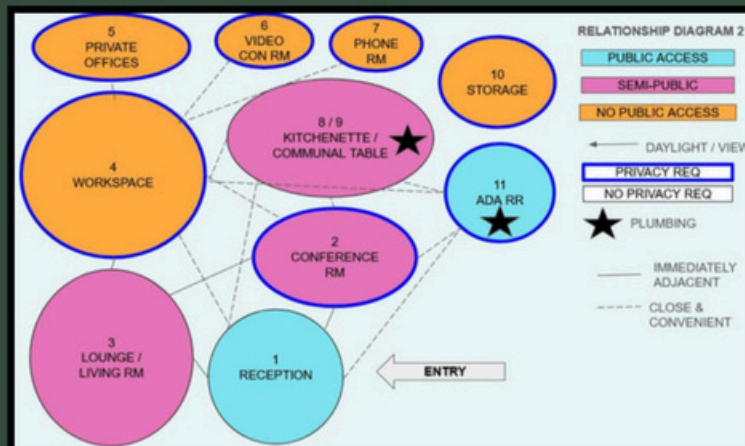 5
PRIVATE
OFFICES
6
VIDEO
CON RM
7
PHONE
RM
RELATIONSHIP DIAGRAM 2
PUBLIC ACCESS
SEMI-PUBLIC
NO PUBLIC ACCESS
DAYLIGHT / VIEW
PRIVACY REQ
NO PRIVACY REQ
PLUMBING
IMMEDIATELY
ADJACENT
CLOSE &
CONVENIENT
10
STORAGE
8 / 9
KITCHENETTE /
COMMUNAL TABLE
4
WORKSPACE
11
ADA RR
2
CONFERENCE
RM
3
LOUNGE /
LIVING RM
1
RECEPTION
ENTRY